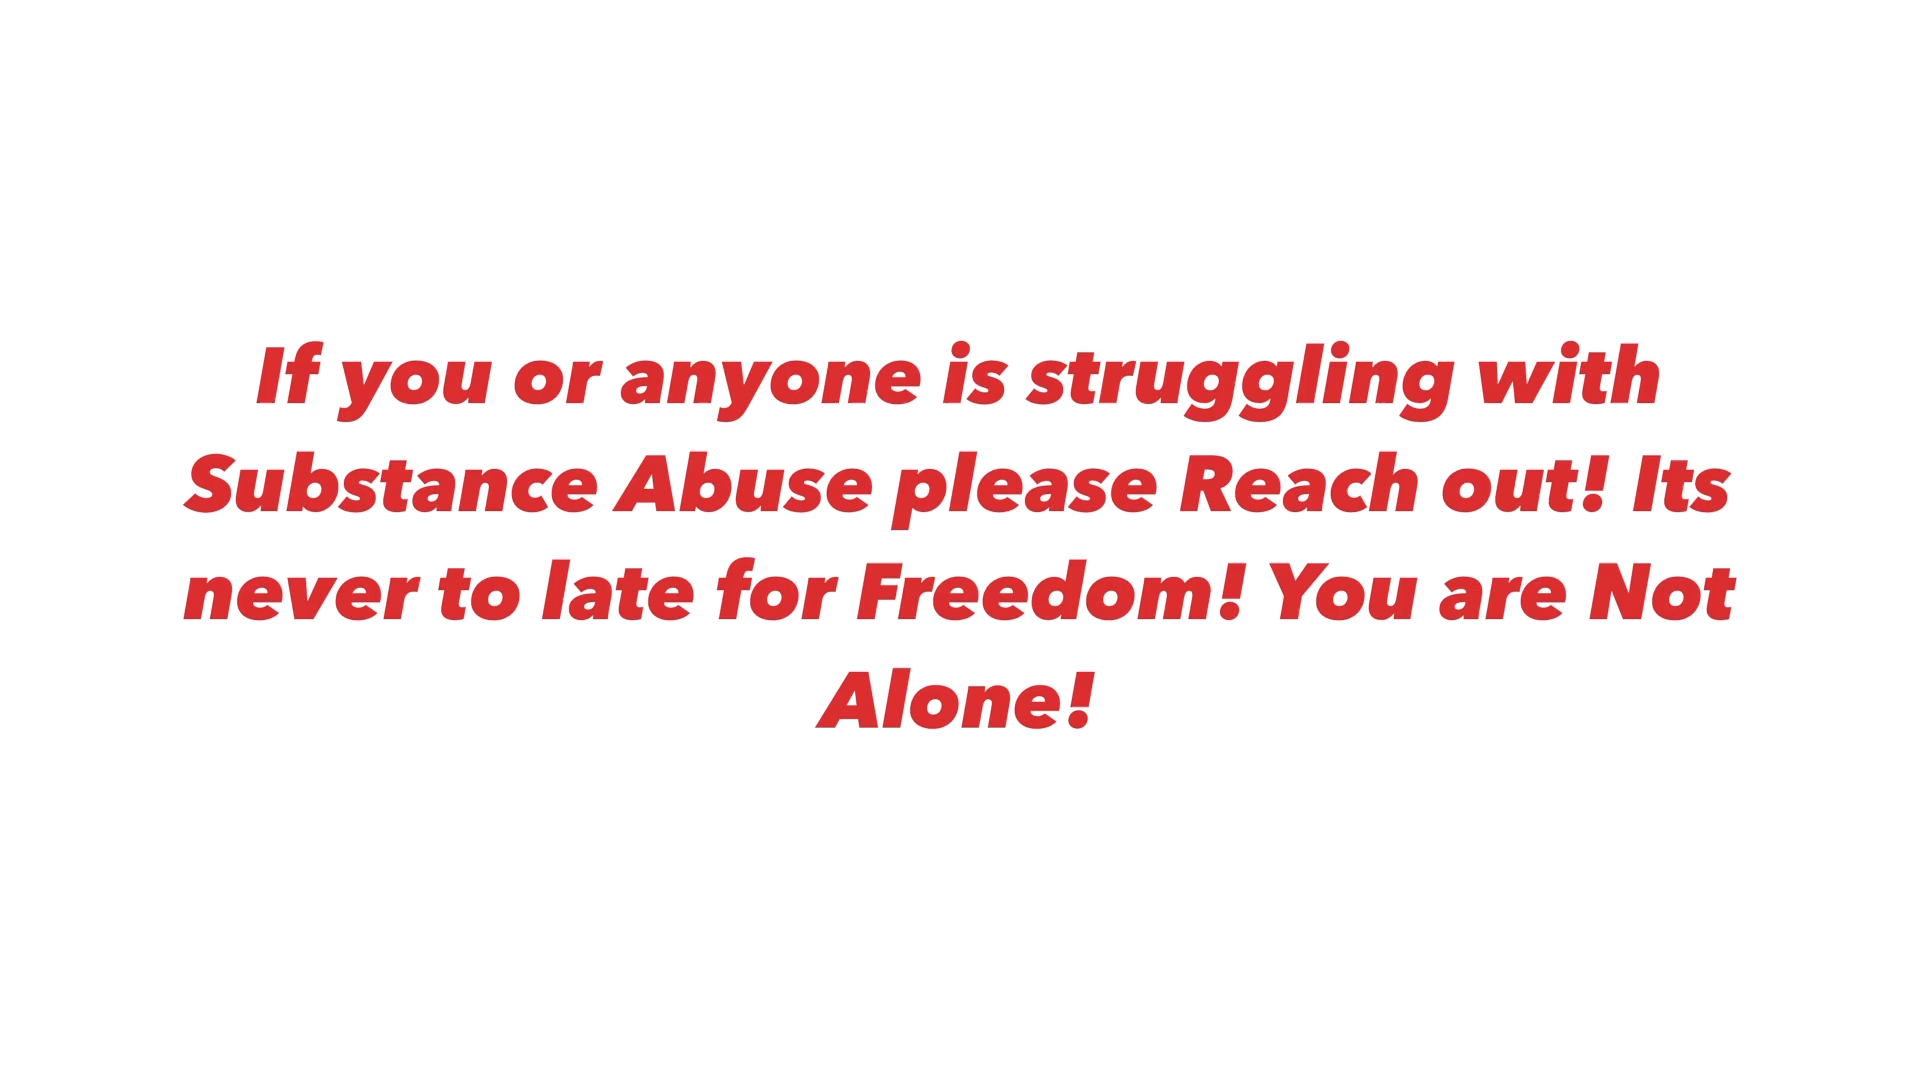 If you or anyone is struggling with
Substance Abuse please Reach out! Its
never to late for Freedom! You are Not
Alone!